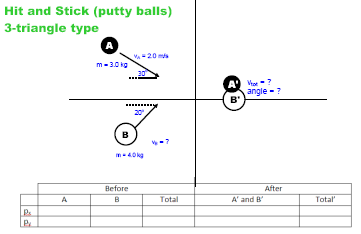 Hit and Stick (putty balls)
3-triangle type
A
vA = 2.0 m/s
m = 3.0 kg
30°
A'
vtot = ?
angle = ?
B'
20°
B
vB = ?
m = 4.0 kg
Before After
A B Total A' and B' Total'
px
py